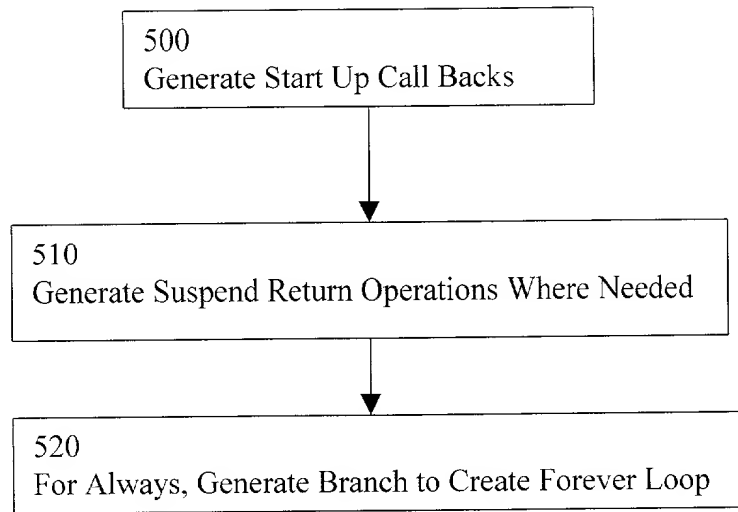 500
Generate Start Up Call Backs
510
Generate Suspend Return Operations Where Needed
520
For Always, Generate Branch to Create Forever Loop